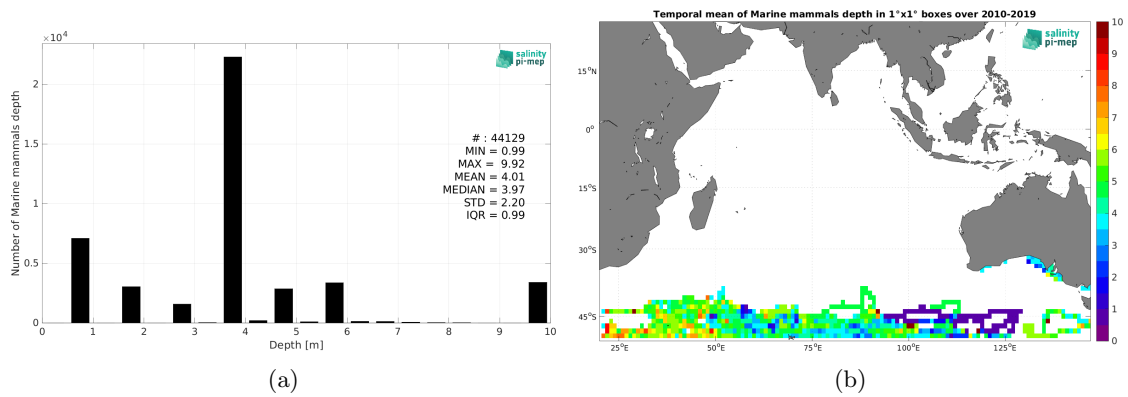 ×10⁴
2
1.5
1
0.5
0
Number of Marine mammals depth
salinity
pi-mep
# : 44129
MIN = 0.99
MAX = 9.92
MEAN = 4.01
MEDIAN = 3.97
STD = 2.20
IQR = 0.99
0 1 2 3 4 5 6 7 8 9 10
Depth [m]
(a)
Temporal mean of Marine mammals depth in 1°x1° boxes over 2010-2019
salinity
pi-mep
15°N
0°
15°S
30°S
45°S
25°E 50°E 75°E 100°E 125°E
10
9
8
7
6
5
4
3
2
1
0
(b)